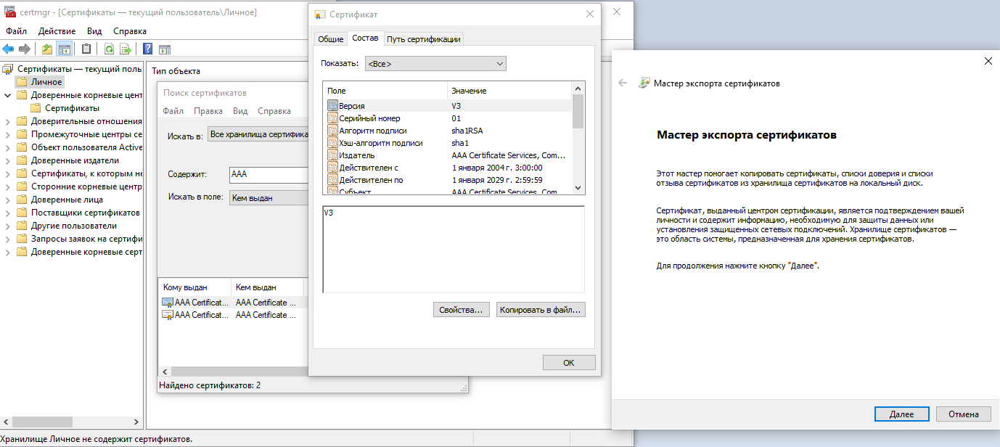 certmgr - [Сертификаты — текущий пользователь\Личное]
Файл Действие Вид Справка
Сертификаты — текущий поль
Личное
Доверенные корневые цент
Сертификаты
Доверительные отношения
Промежуточные центры се
Объект пользователя Active
Доверенные издатели
Сертификаты, к которым не
Сторонние корневые центр
Доверенные лица
Поставщики сертификатов
Другие пользователи
Запросы заявок на сертифи
Доверенные корневые серт
Хранилище Личное не содержит сертификатов.
Тип объекта
Поиск сертификатов
Файл Правка Вид Справка
Искать в: Все хранилища сертифика
Содержит: AAA
Искать в поле: Кем выдан
Кому выдан Кем выдан
AAA Certificat... AAA Certificate ...
AAA Certificat... AAA Certificate ...
Найдено сертификатов: 2
Сертификат
Общие Состав Путь сертификации
Показать: <Все>
Поле Значение
Версия V3
Серийный номер 01
Алгоритм подписи sha1RSA
Хэш-алгоритм подписи sha1
Издатель AAA Certificate Services, Com...
Действителен с 1 января 2004 г. 3:00:00
Действителен по 1 января 2029 г. 2:59:59
Субъект AAA Certificate Services, Com
V3
Свойства... Копировать в файл...
OK
Мастер экспорта сертификатов
Мастер экспорта сертификатов
Этот мастер помогает копировать сертификаты, списки доверия и списки
отзыва сертификатов из хранилища сертификатов на локальный диск.
Сертификат, выданный центром сертификации, является подтверждением вашей
личности и содержит информацию, необходимую для защиты данных или
установления защищенных сетевых подключений. Хранилище сертификатов —
это область системы, предназначенная для хранения сертификатов.
Для продолжения нажмите кнопку "Далее".
Далее Отмена